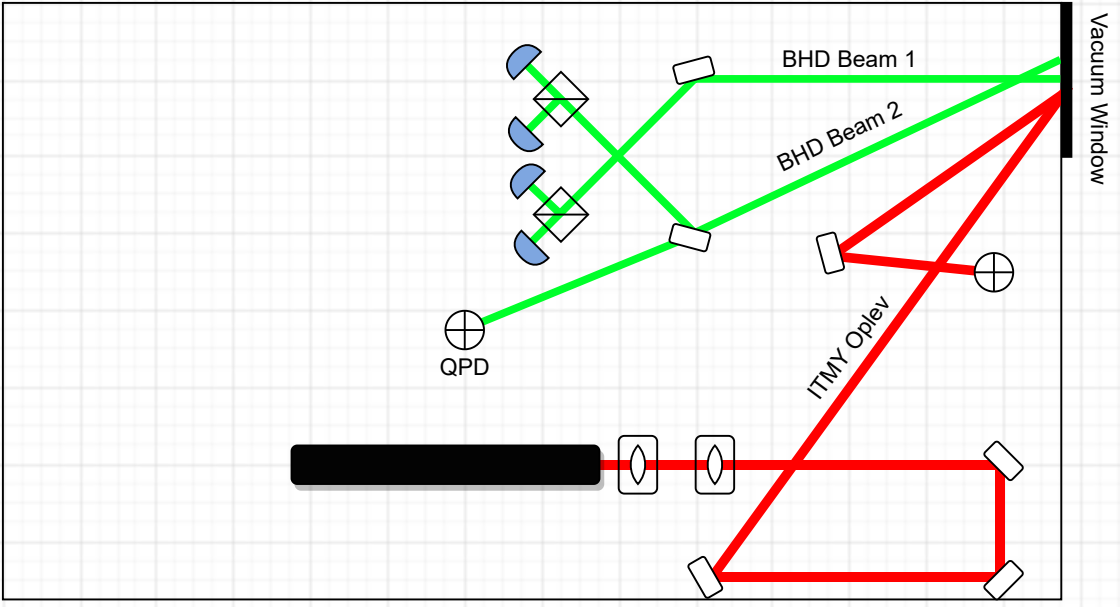 BHD Beam 1
Vacuum Window
BHD Beam 2
ITMY Oplev
QPD